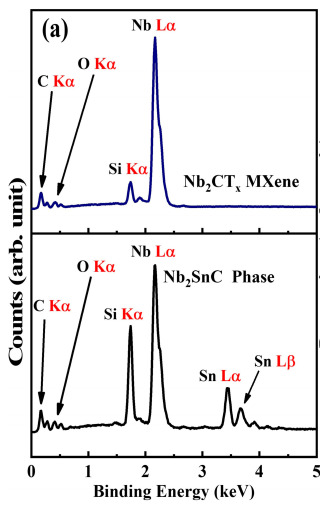 (a)
Nb Lα
O Kα
C Kα
Si Kα
Nb₂CTₓ MXene
Nb Lα
Nb₂SnC Phase
O Kα
C Kα
Si Kα
Sn Lβ
Sn Lα
Counts (arb. unit)
0 1 2 3 4 5
Binding Energy (keV)